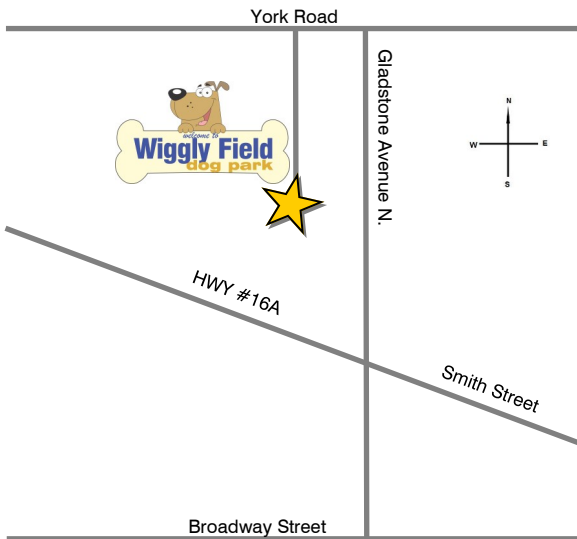 York Road
Gladstone Avenue N.
N
W
E
S
welcome to
Wiggly Field
dog park
HWY #16A
Smith Street
Broadway Street